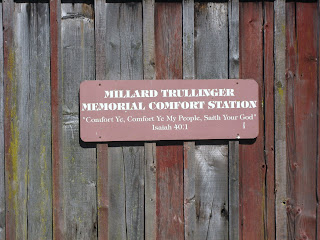 MILLARD TRULLINGER
MEMORIAL COMFORT STATION
"Comfort Ye, Comfort Ye My People, Saith Your God"
Isaiah 40:1